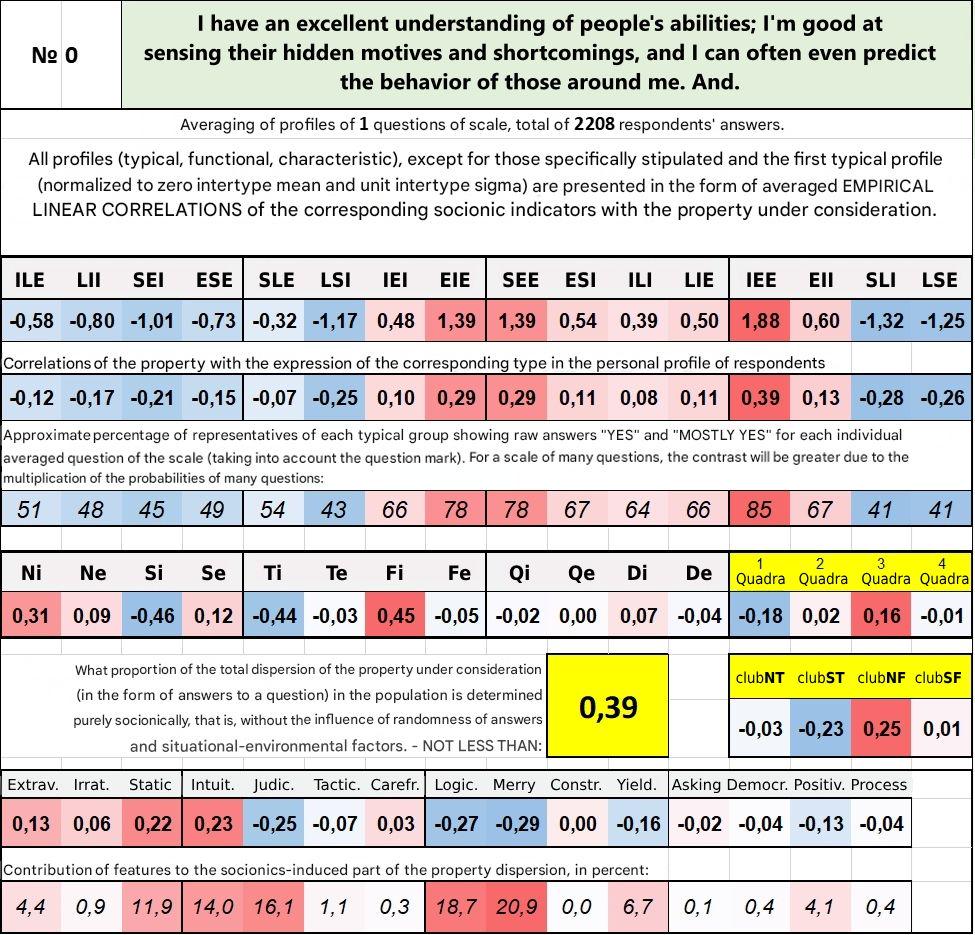 № 0
I have an excellent understanding of people's abilities; I'm good at
sensing their hidden motives and shortcomings, and I can often even predict
the behavior of those around me. And.
Averaging of profiles of 1 questions of scale, total of 2208 respondents' answers.
All profiles (typical, functional, characteristic), except for those specifically stipulated and the first typical profile
(normalized to zero intertype mean and unit intertype sigma) are presented in the form of averaged EMPIRICAL
LINEAR CORRELATIONS of the corresponding socionic indicators with the property under consideration.
ILE LII SEI ESE SLE LSI IEI EIE SEE ESI ILI LIE IEE EII SLI LSE
-0,58 -0,80 -1,01 -0,73 -0,32 -1,17 0,48 1,39 1,39 0,54 0,39 0,50 1,88 0,60 -1,32 -1,25
Correlations of the property with the expression of the corresponding type in the personal profile of respondents
-0,12 -0,17 -0,21 -0,15 -0,07 -0,25 0,10 0,29 0,29 0,11 0,08 0,11 0,39 0,13 -0,28 -0,26
Approximate percentage of representatives of each typical group showing raw answers "YES" and "MOSTLY YES" for each individual
averaged question of the scale (taking into account the question mark). For a scale of many questions, the contrast will be greater due to the
multiplication of the probabilities of many questions:
51 48 45 49 54 43 66 78 78 67 64 66 85 67 41 41
Ni Ne Si Se Ti Te Fi Fe Qi Qe Di De 1 Quadra 2 Quadra 3 Quadra 4 Quadra
0,31 0,09 -0,46 0,12 -0,44 -0,03 0,45 -0,05 -0,02 0,00 0,07 -0,04 -0,18 0,02 0,16 -0,01
What proportion of the total dispersion of the property under consideration
(in the form of answers to a question) in the population is determined
purely socionically, that is, without the influence of randomness of answers
and situational-environmental factors. - NOT LESS THAN:
0,39
clubNT clubST clubNF clubSF
-0,03 -0,23 0,25 0,01
Extrav. Irrat. Static Intuit. Judic. Tactic. Carefr. Logic. Merry Constr. Yield. Asking Democr. Positiv. Process
0,13 0,06 0,22 0,23 -0,25 -0,07 0,03 -0,27 -0,29 0,00 -0,16 -0,02 -0,04 -0,13 -0,04
Contribution of features to the socionics-induced part of the property dispersion, in percent:
4,4 0,9 11,9 14,0 16,1 1,1 0,3 18,7 20,9 0,0 6,7 0,1 0,4 4,1 0,4